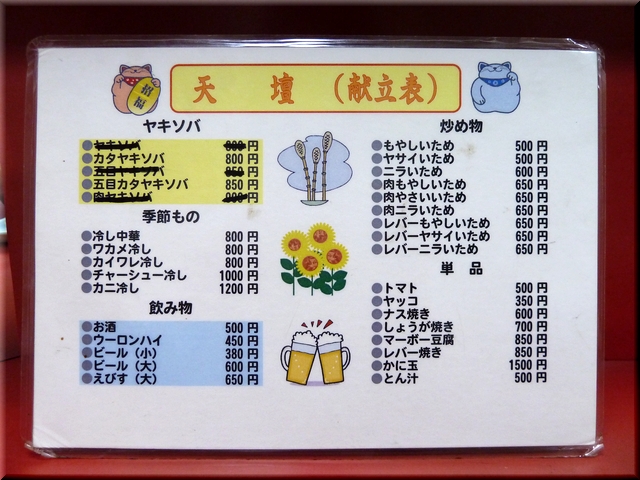 招福
天壇(献立表)
ヤキソバ
ヤキソバ 800円
カタヤキソバ 800円
五目ヤキソバ 850円
五目カタヤキソバ 850円
肉ヤキソバ 円
季節もの
冷し中華 800円
ワカメ冷し 800円
カイワレ冷し 800円
チャーシュー冷し 1000円
カニ冷し 1200円
飲み物
お酒 500円
ウーロンハイ 450円
ビール(小) 380円
ビール(大) 600円
えびす(大) 650円
炒め物
もやしいため 500円
ヤサイいため 500円
ニラいため 600円
肉もやしいため 650円
肉やさいいため 650円
肉ニラいため 650円
レバーもやしいため 650円
レバーヤサイいため 650円
レバーニラいため 650円
単品
トマト 500円
ヤッコ 350円
ナス焼き 600円
しょうが焼き 700円
マーボー豆腐 850円
レバー焼き 850円
かに玉 1500円
とん汁 500円